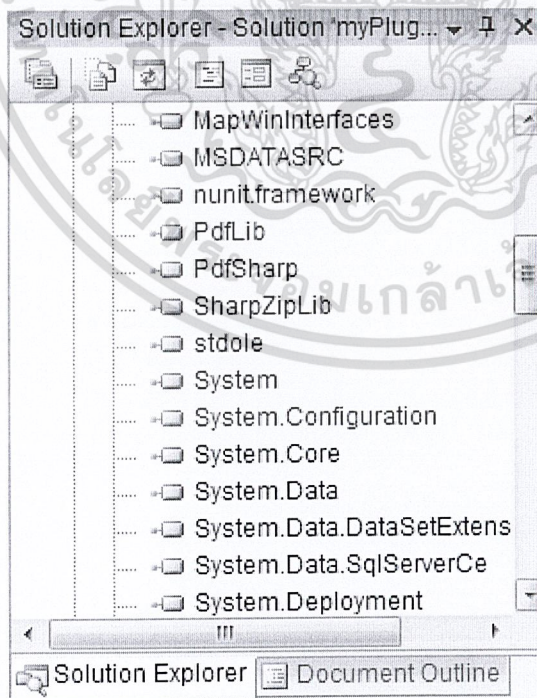 Solution Explorer - Solution 'myPlug...
MapWinInterfaces
MSDATASRC
nunit.framework
PdfLib
PdfSharp
SharpZipLib
stdole
System
System.Configuration
System.Core
System.Data
System.Data.DataSetExtens
System.Data.SqlServerCe
System.Deployment
Solution Explorer
Document Outline